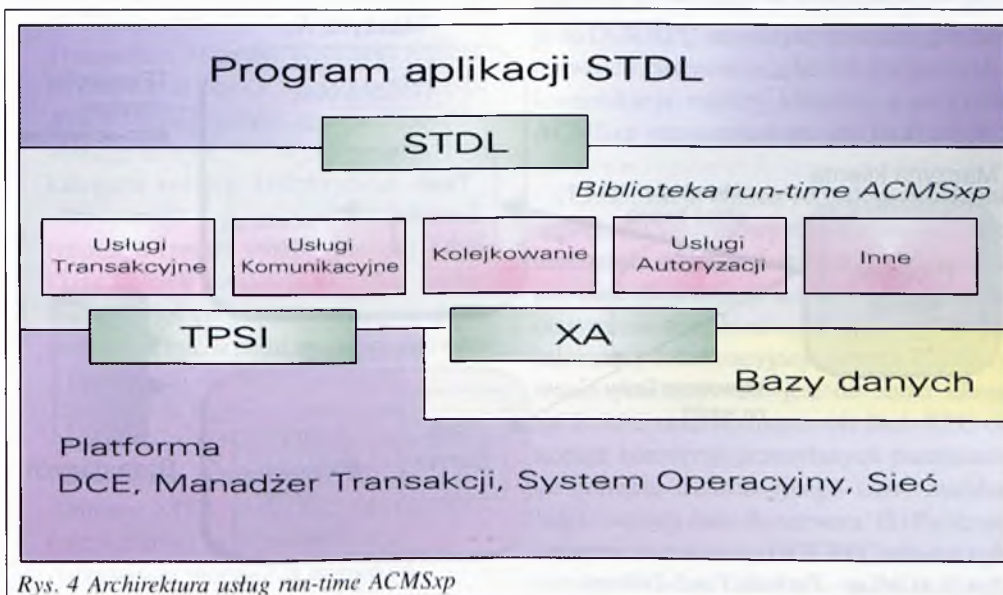 Program aplikacji STDL
STDL
Biblioteka run-time ACMSxp
Usługi
Transakcyjne
Usługi
Komunikacyjne
Kolejkowanie
Usługi
Autoryzacji
Inne
TPSI
XA
Bazy danych
Platforma
DCE, Manadżer Transakcji, System Operacyjny, Sieć
Rys. 4 Archirektura usług run-time ACMSxp